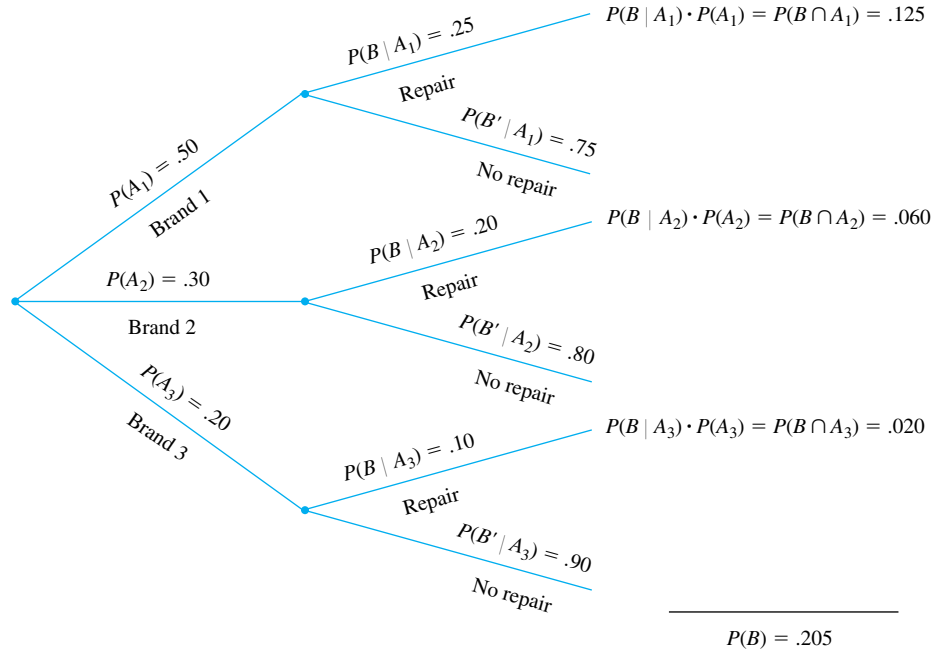 P(B | A₁) · P(A₁) = P(B ∩ A₁) = .125
P(B | A₁) = .25
Repair
P(B′ | A₁) = .75
No repair
P(A₁) = .50
Brand 1
P(B | A₂) · P(A₂) = P(B ∩ A₂) = .060
P(B | A₂) = .20
Repair
P(A₂) = .30
Brand 2
P(B′ | A₂) = .80
No repair
P(A₃) = .20
Brand 3
P(B | A₃) · P(A₃) = P(B ∩ A₃) = .020
P(B | A₃) = .10
Repair
P(B′ | A₃) = .90
No repair
P(B) = .205